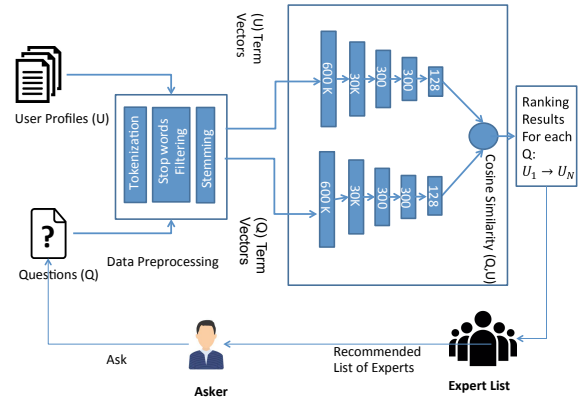 User Profiles (U)
Tokenization
Stop words
Filtering
Stemming
Data Preprocessing
?
Questions (Q)
(U) Term
Vectors
(Q) Term
Vectors
600 K
30K
300
300
128
600 K
30K
300
300
128
Cosine Similarity (Q,U)
Ranking
Results
For each
Q:
U₁ → U_N
Ask
Asker
Recommended
List of Experts
Expert List